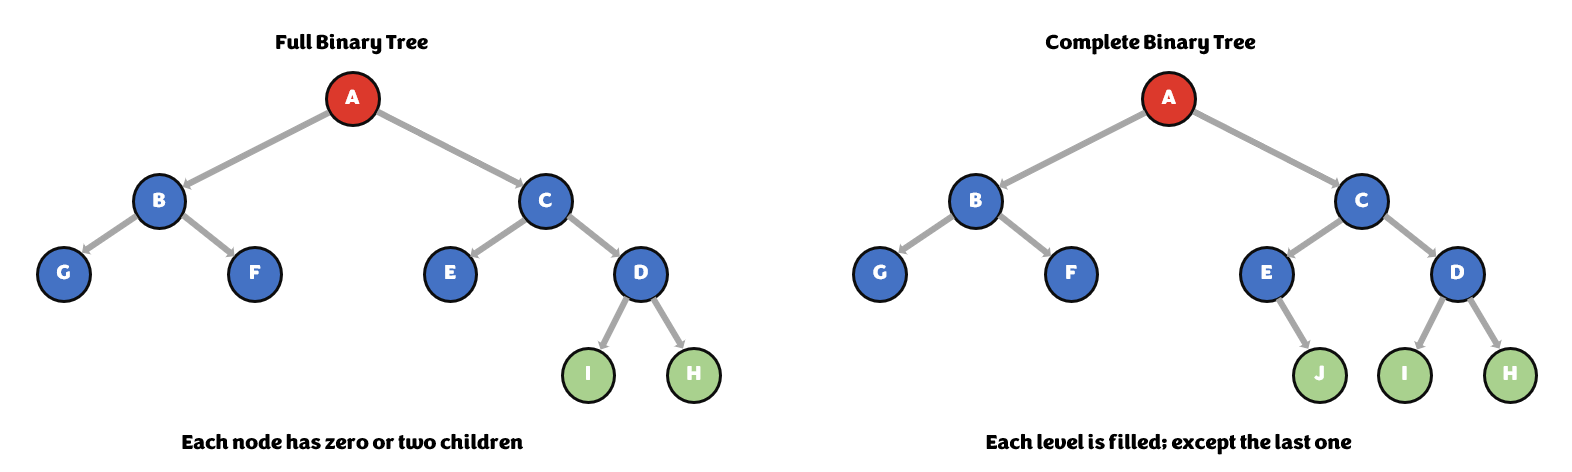 Full Binary Tree
A
B
C
G
F
E
D
I
H
Each node has zero or two children
Complete Binary Tree
A
B
C
G
F
E
D
J
I
H
Each level is filled; except the last one